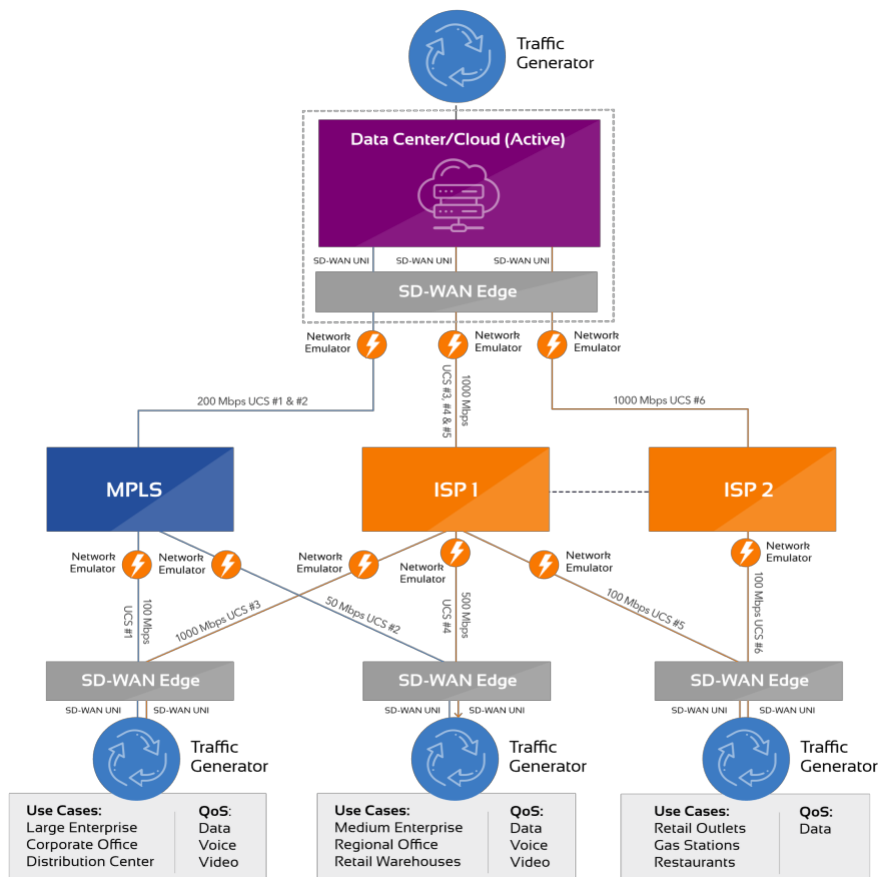 Traffic
Generator
Data Center/Cloud (Active)
SD-WAN UNI
SD-WAN UNI
SD-WAN UNI
SD-WAN Edge
Network
Emulator
Network
Emulator
Network
Emulator
200 Mbps UCS #1 & #2
1000 Mbps
UCS #3, #4 & #5
1000 Mbps UCS #6
MPLS
ISP 1
ISP 2
Network
Emulator
Network
Emulator
Network
Emulator
Network
Emulator
Network
Emulator
Network
Emulator
100 Mbps
UCS #1
1000 Mbps UCS #3
50 Mbps UCS #2
500 Mbps
UCS #4
100 Mbps UCS #5
100 Mbps UCS #6
SD-WAN Edge
SD-WAN Edge
SD-WAN Edge
SD-WAN UNI
SD-WAN UNI
SD-WAN UNI
SD-WAN UNI
SD-WAN UNI
SD-WAN UNI
Traffic
Generator
Traffic
Generator
Traffic
Generator
Use Cases:
Large Enterprise
Corporate Office
Distribution Center
QoS:
Data
Voice
Video
Use Cases:
Medium Enterprise
Regional Office
Retail Warehouses
QoS:
Data
Voice
Video
Use Cases:
Retail Outlets
Gas Stations
Restaurants
QoS:
Data